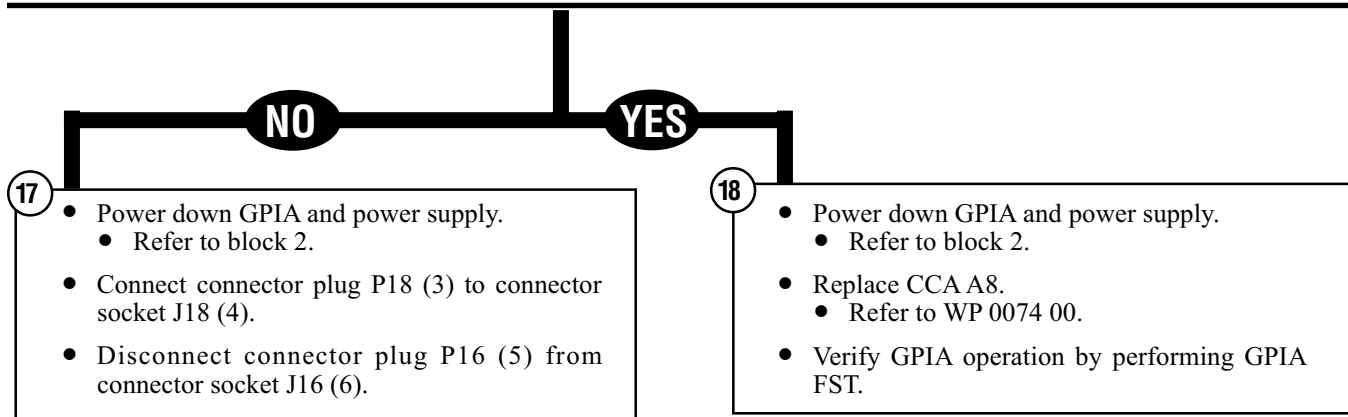 NO
YES
17
• Power down GPIA and power supply.
• Refer to block 2.
• Connect connector plug P18 (3) to connector
socket J18 (4).
• Disconnect connector plug P16 (5) from
connector socket J16 (6).
18
• Power down GPIA and power supply.
• Refer to block 2.
• Replace CCA A8.
• Refer to WP 0074 00.
• Verify GPIA operation by performing GPIA
FST.